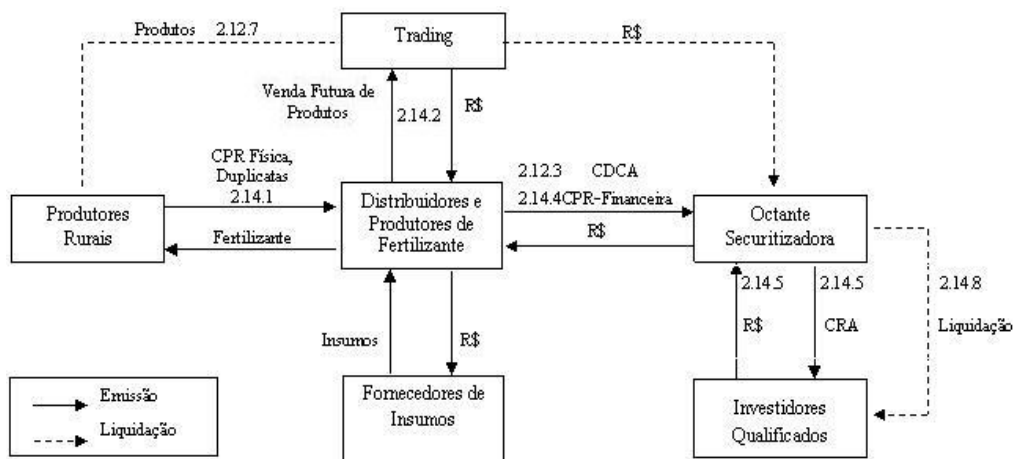 Produtos 2.12.7
Trading
R$
Venda Futura de
Produtos
2.14.2
R$
CPR Física,
Duplicatas
2.14.1
2.12.3 CDCA
2.14.4CPR-Financeira
Produtores
Rurais
Distribuidores e
Produtores de
Fertilizante
Octante
Securitizadora
Fertilizante
R$
2.14.5
2.14.5
2.14.8
Insumos
R$
R$
CRA
Liquidação
Emissão
Liquidação
Fornecedores de
Insumos
Investidores
Qualificados